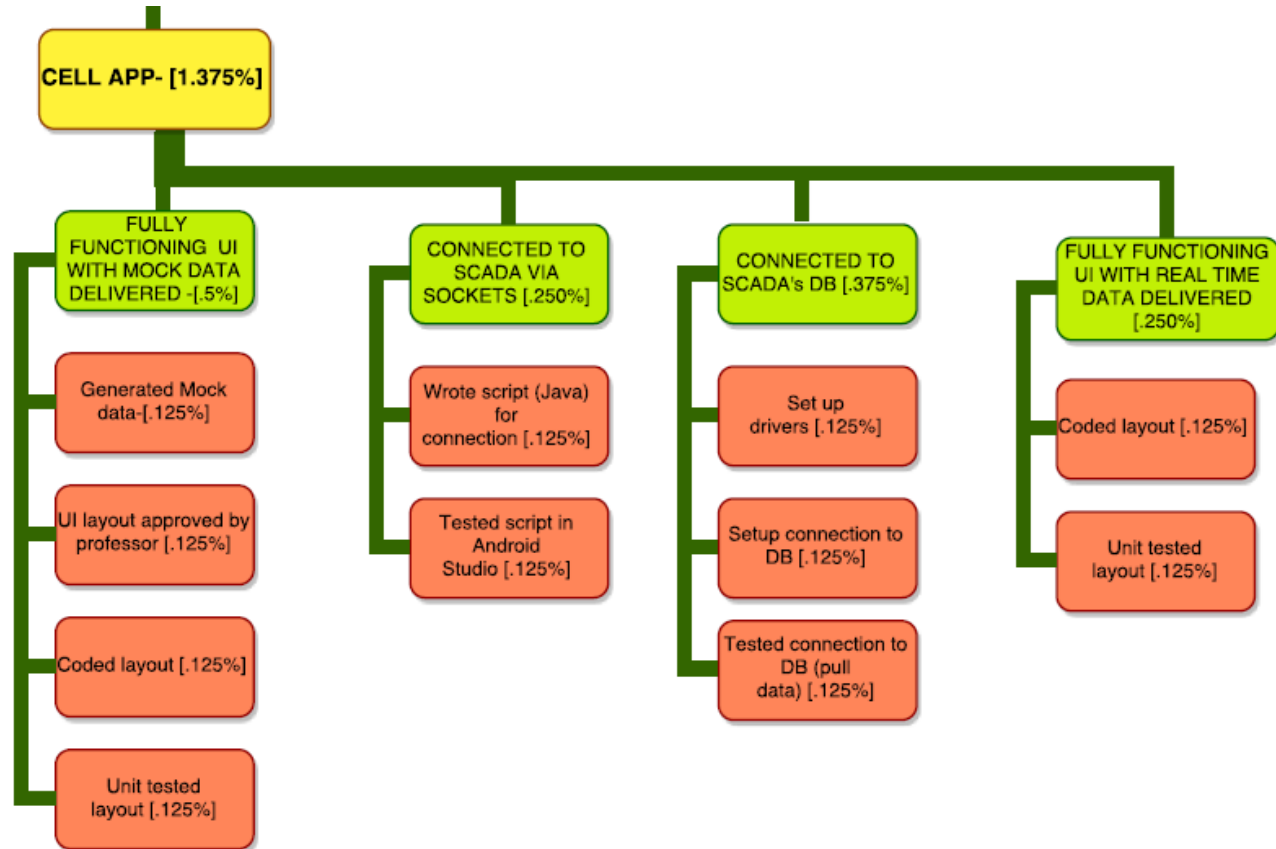 CELL APP- [1.375%]
FULLY
FUNCTIONING UI
WITH MOCK DATA
DELIVERED -[.5%]
Generated Mock
data-[.125%]
UI layout approved by
professor [.125%]
Coded layout [.125%]
Unit tested
layout [.125%]
CONNECTED TO
SCADA VIA
SOCKETS [.250%]
Wrote script (Java)
for
connection [.125%]
Tested script in
Android
Studio [.125%]
CONNECTED TO
SCADA's DB [.375%]
Set up
drivers [.125%]
Setup connection to
DB [.125%]
Tested connection to
DB (pull
data) [.125%]
FULLY FUNCTIONING
UI WITH REAL TIME
DATA DELIVERED
[.250%]
Coded layout [.125%]
Unit tested
layout [.125%]